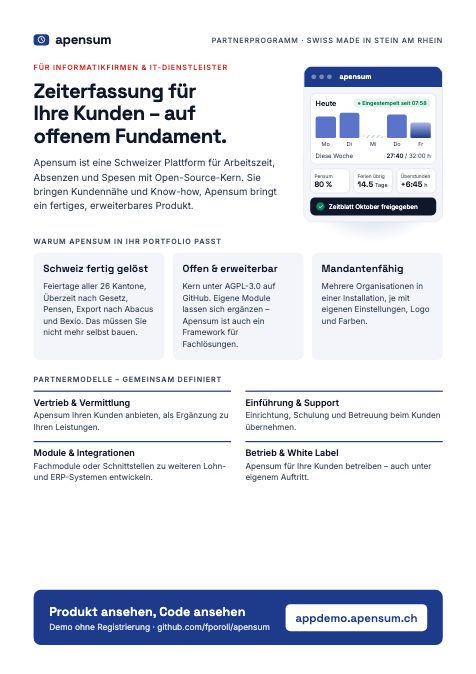 apensum
PARTNERPROGRAMM · SWISS MADE IN STEIN AM RHEIN
FÜR INFORMATIKFIRMEN & IT-DIENSTLEISTER
Zeiterfassung für
Ihre Kunden – auf
offenem Fundament.
Apensum ist eine Schweizer Plattform für Arbeitszeit,
Absenzen und Spesen mit Open-Source-Kern. Sie
bringen Kundennähe und Know-how, Apensum bringt
ein fertiges, erweiterbares Produkt.
apensum
Heute
Eingestempelt seit 07:58
Mo Di Mi Do Fr
Diese Woche 27:40 / 32:00 h
Pensum
80 %
Ferien übrig
14.5 Tage
Überstunden
+6:45 h
Zeitblatt Oktober freigegeben
WARUM APENSUM IN IHR PORTFOLIO PASST
Schweiz fertig gelöst
Feiertage aller 26 Kantone,
Überzeit nach Gesetz,
Pensen, Export nach Abacus
und Bexio. Das müssen Sie
nicht mehr selbst bauen.
Offen & erweiterbar
Kern unter AGPL-3.0 auf
GitHub. Eigene Module
lassen sich ergänzen –
Apensum ist auch ein
Framework für
Fachlösungen.
Mandantenfähig
Mehrere Organisationen in
einer Installation, je mit
eigenen Einstellungen, Logo
und Farben.
PARTNERMODELLE – GEMEINSAM DEFINIERT
Vertrieb & Vermittlung
Apensum Ihren Kunden anbieten, als Ergänzung zu
Ihren Leistungen.
Einführung & Support
Einrichtung, Schulung und Betreuung beim Kunden
übernehmen.
Module & Integrationen
Fachmodule oder Schnittstellen zu weiteren Lohn-
und ERP-Systemen entwickeln.
Betrieb & White Label
Apensum für Ihre Kunden betreiben – auch unter
eigenem Auftritt.
Produkt ansehen, Code ansehen
Demo ohne Registrierung · github.com/fporoli/apensum
appdemo.apensum.ch